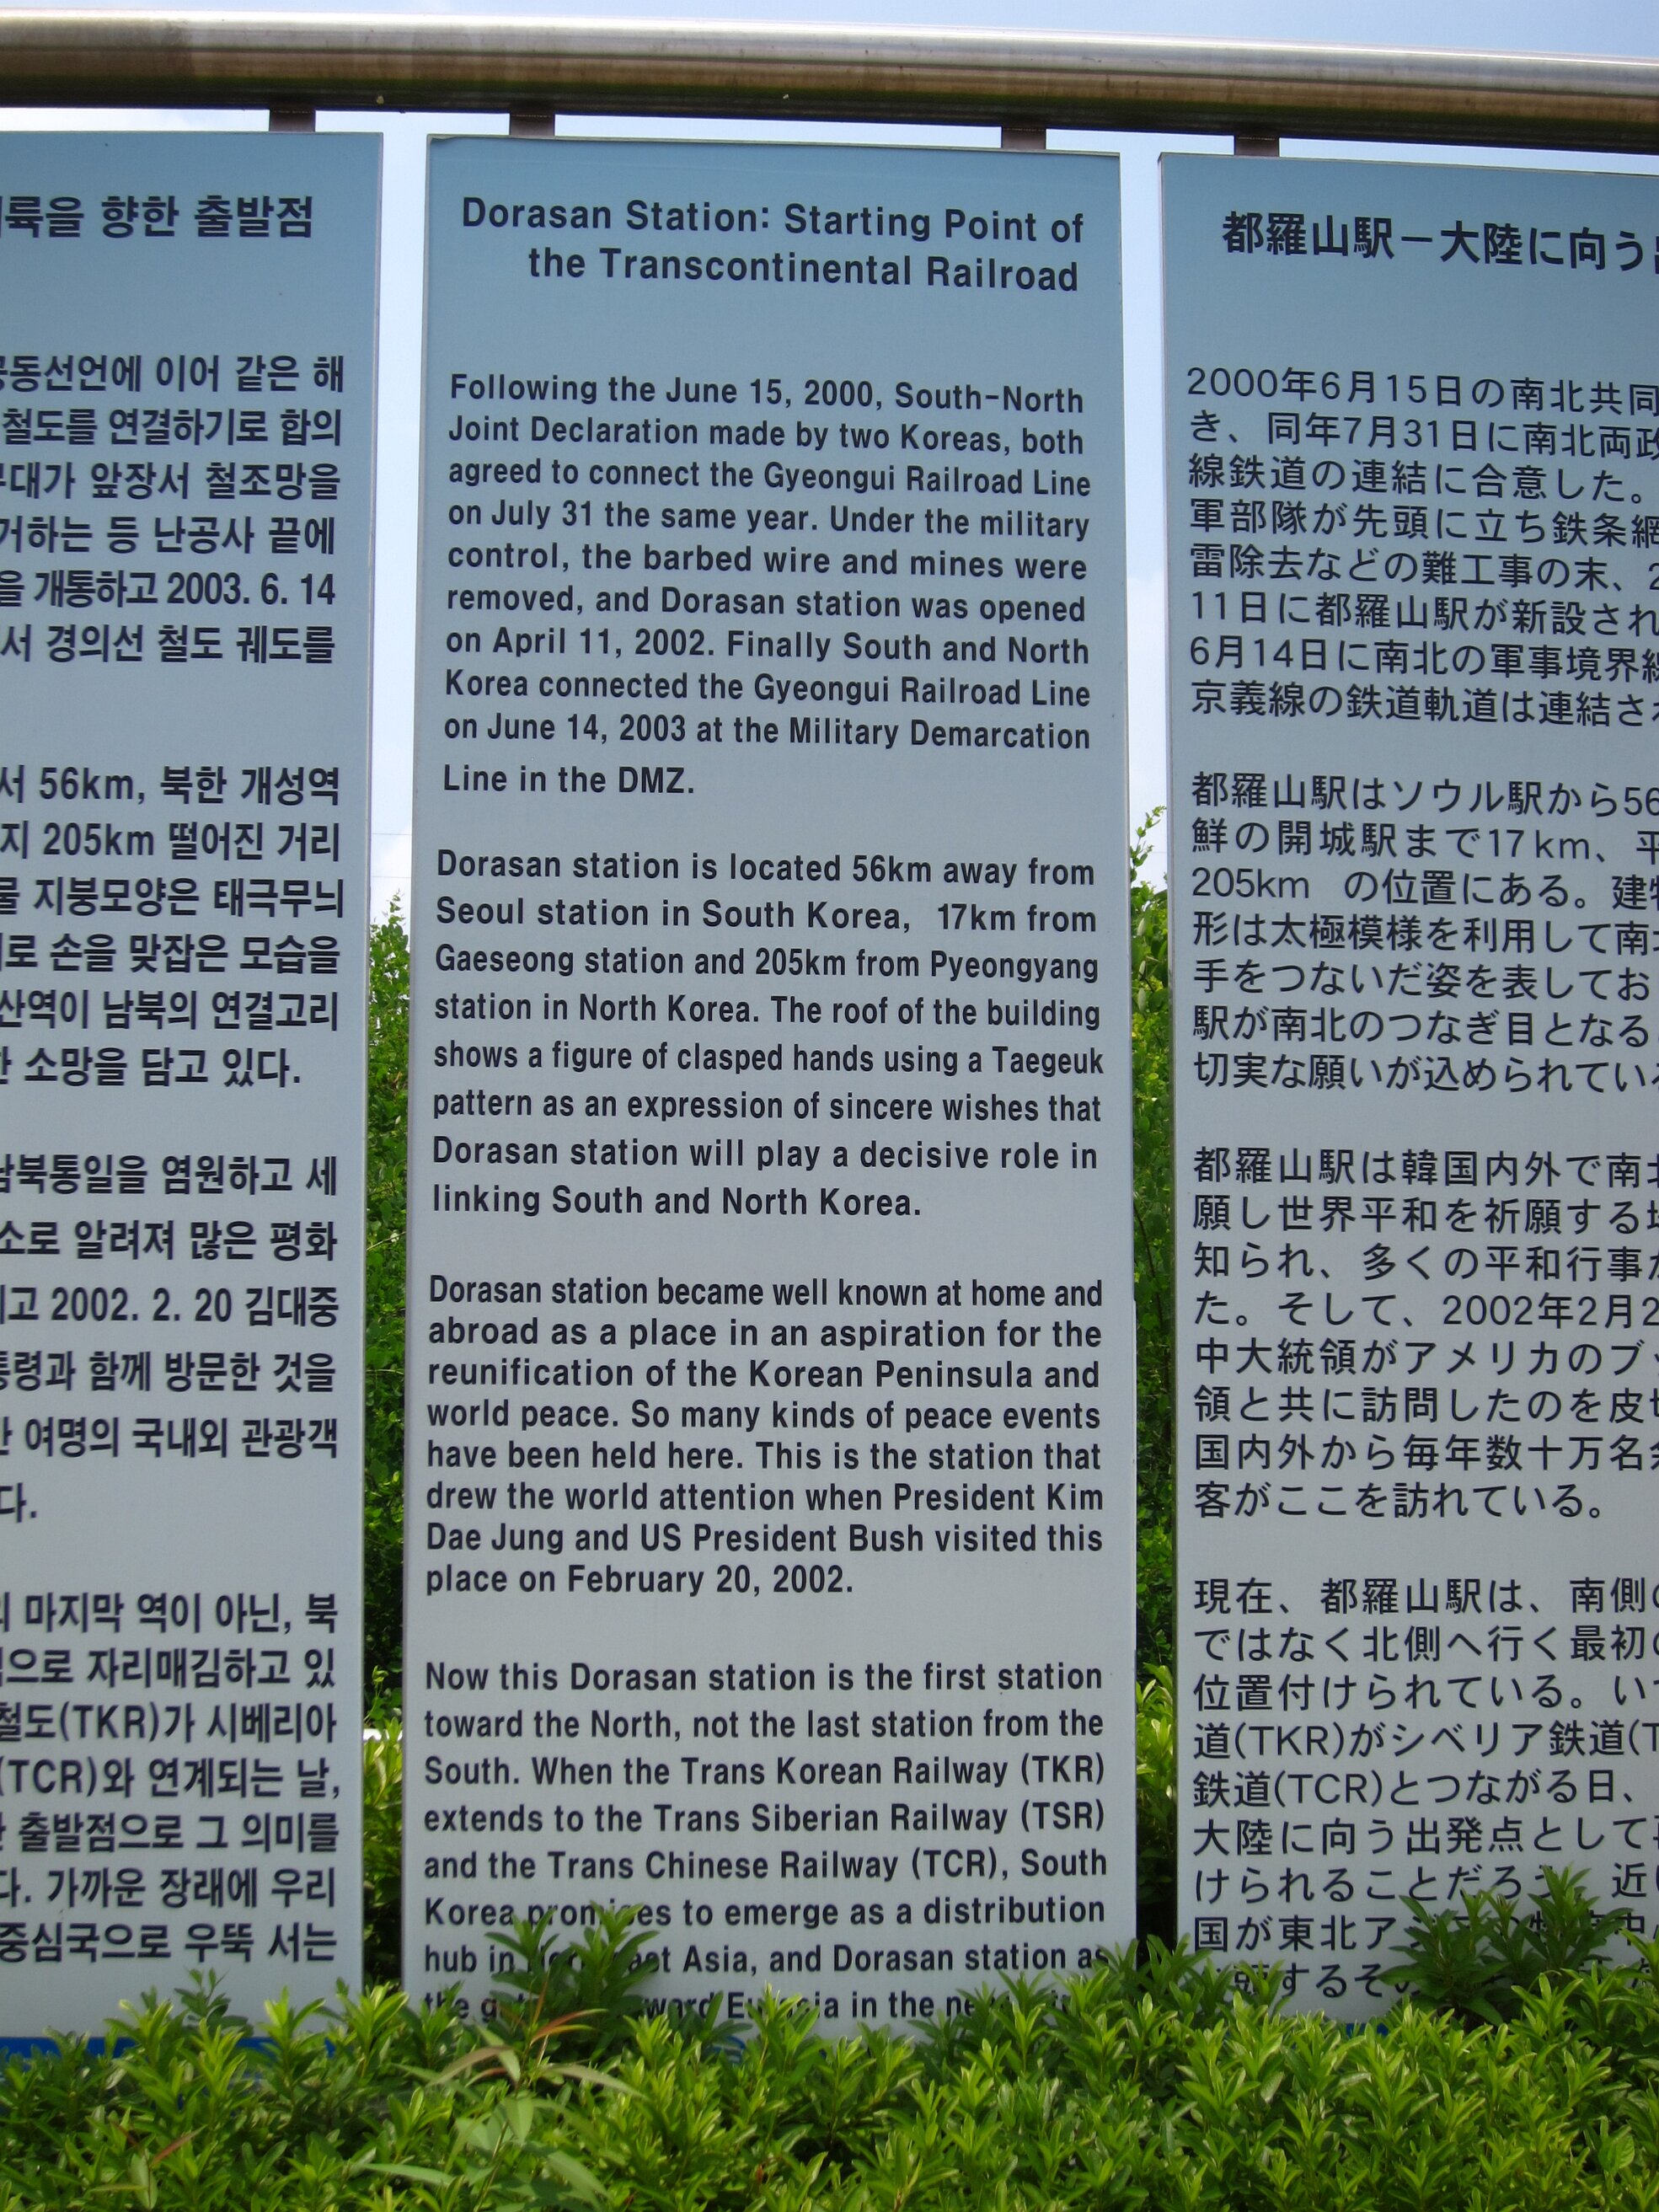 륙을 향한 출발점
공동선언에 이어 같은 해
철도를 연결하기로 합의
부대가 앞장서 철조망을
거하는 등 난공사 끝에
을 개통하고 2003. 6. 14
서 경의선 철도 궤도를
서 56km, 북한 개성역
지 205km 떨어진 거리
물 지붕모양은 태극무늬
로 손을 맞잡은 모습을
산역이 남북의 연결고리
한 소망을 담고 있다.
남북통일을 염원하고 세
소로 알려져 많은 평화
고 2002. 2. 20 김대중
통령과 함께 방문한 것을
만 여명의 국내외 관광객
다.
의 마지막 역이 아닌, 북
으로 자리매김하고 있
철도(TKR)가 시베리아
(TCR)와 연계되는 날,
출발점으로 그 의미를
다. 가까운 장래에 우리
중심국으로 우뚝 서는
Dorasan Station: Starting Point of
the Transcontinental Railroad
Following the June 15, 2000, South-North
Joint Declaration made by two Koreas, both
agreed to connect the Gyeongui Railroad Line
on July 31 the same year. Under the military
control, the barbed wire and mines were
removed, and Dorasan station was opened
on April 11, 2002. Finally South and North
Korea connected the Gyeongui Railroad Line
on June 14, 2003 at the Military Demarcation
Line in the DMZ.
Dorasan station is located 56km away from
Seoul station in South Korea, 17km from
Gaeseong station and 205km from Pyeongyang
station in North Korea. The roof of the building
shows a figure of clasped hands using a Taegeuk
pattern as an expression of sincere wishes that
Dorasan station will play a decisive role in
linking South and North Korea.
Dorasan station became well known at home and
abroad as a place in an aspiration for the
reunification of the Korean Peninsula and
world peace. So many kinds of peace events
have been held here. This is the station that
drew the world attention when President Kim
Dae Jung and US President Bush visited this
place on February 20, 2002.
Now this Dorasan station is the first station
toward the North, not the last station from the
South. When the Trans Korean Railway (TKR)
extends to the Trans Siberian Railway (TSR)
and the Trans Chinese Railway (TCR), South
Korea promises to emerge as a distribution
hub in Asia, and Dorasan station as
the in the
都羅山駅－大陸に向う
2000年6月15日の南北共同
き、同年7月31日に南北両政
線鉄道の連結に合意した。
軍部隊が先頭に立ち鉄条網
雷除去などの難工事の末、2
11日に都羅山駅が新設され
6月14日に南北の軍事境界線
京義線の鉄道軌道は連結され
都羅山駅はソウル駅から56
鮮の開城駅まで17km、平
205km の位置にある。建物
形は太極模様を利用して南北
手をつないだ姿を表してお
駅が南北のつなぎ目となる
切実な願いが込められている
都羅山駅は韓国内外で南北
願し世界平和を祈願する場
知られ、多くの平和行事が
た。そして、2002年2月2
中大統領がアメリカのブッ
領と共に訪問したのを皮切
国内外から毎年数十万名余
客がここを訪れている。
現在、都羅山駅は、南側の
ではなく北側へ行く最初の
位置付けられている。いつ
道(TKR)がシベリア鉄道(T
鉄道(TCR)とつながる日、
大陸に向う出発点として再
けられることだろう。近い
国が東北ア
するその